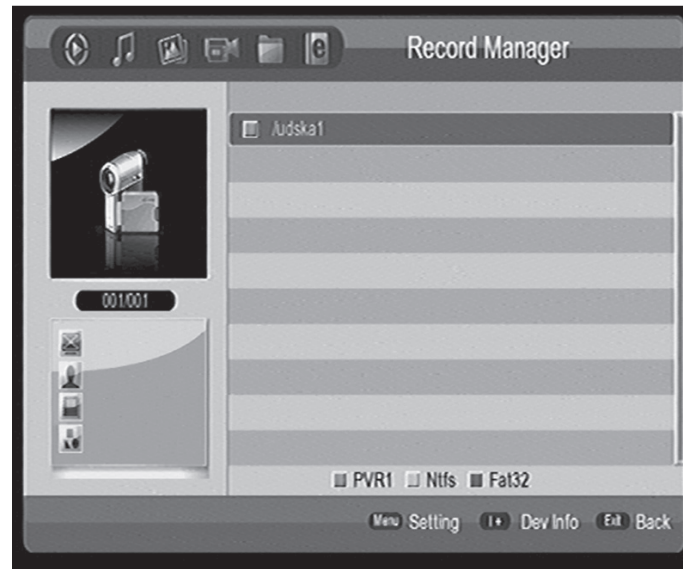 Record Manager
/udska1
001/001
PVR1 Ntfs Fat32
Menu Setting I+ Dev Info Exit Back